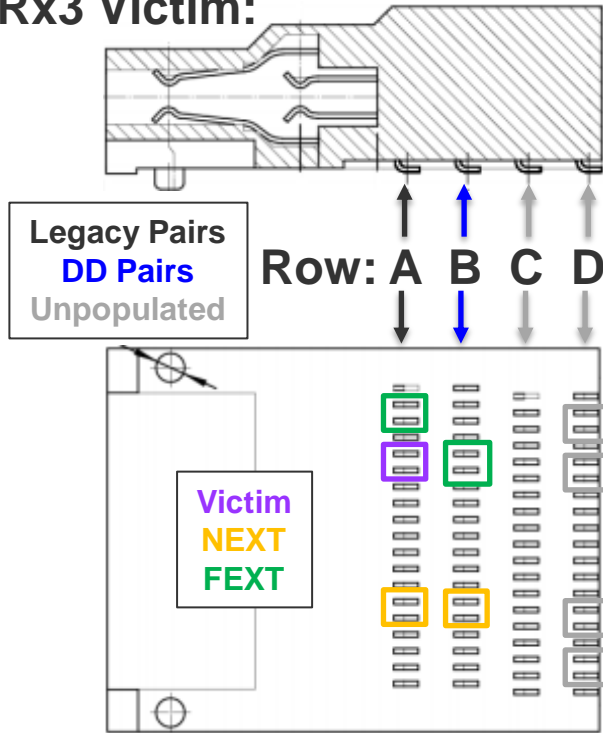 Rx3 Victim:
Legacy Pairs
DD Pairs
Unpopulated
Row: A B C D
Victim
NEXT
FEXT